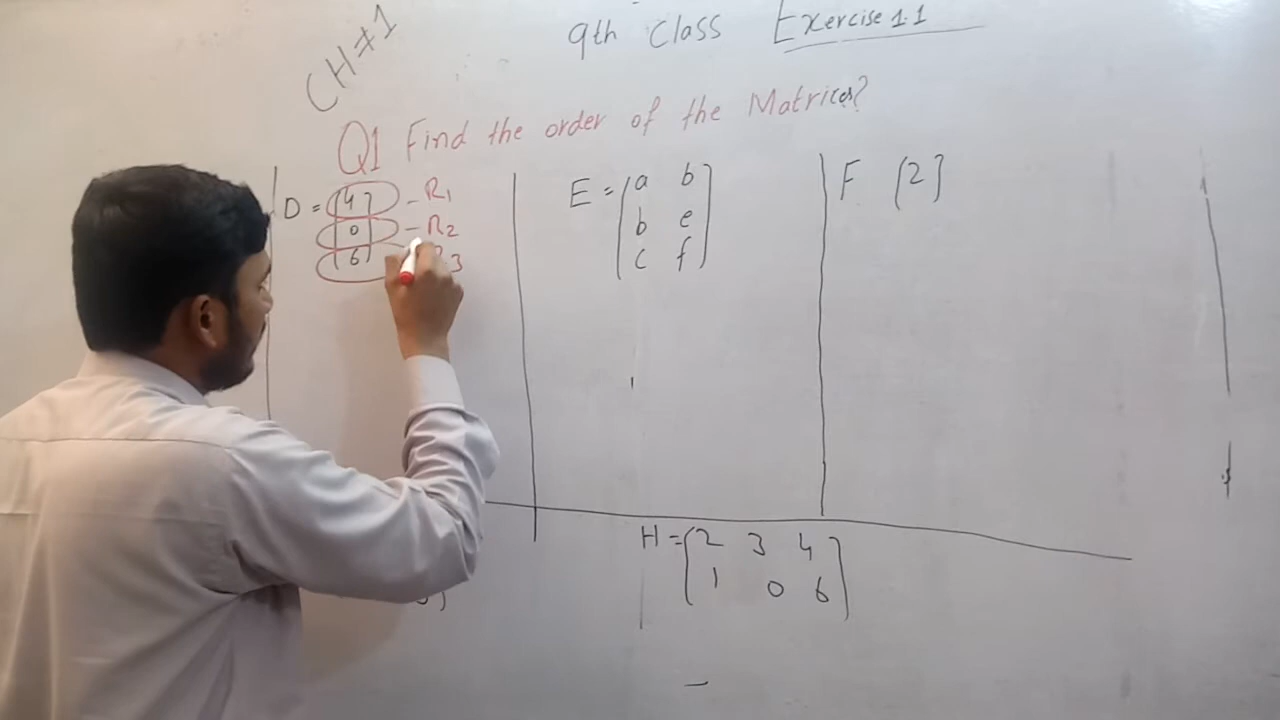 CH#1
9th Class Exercise 1.1
Q1 Find the order of the Matrices?
D = [4] - R1
[0] - R2
[6] 3
E = [a b
b e
c f]
F [2]
H = [2 3 4
1 0 6]